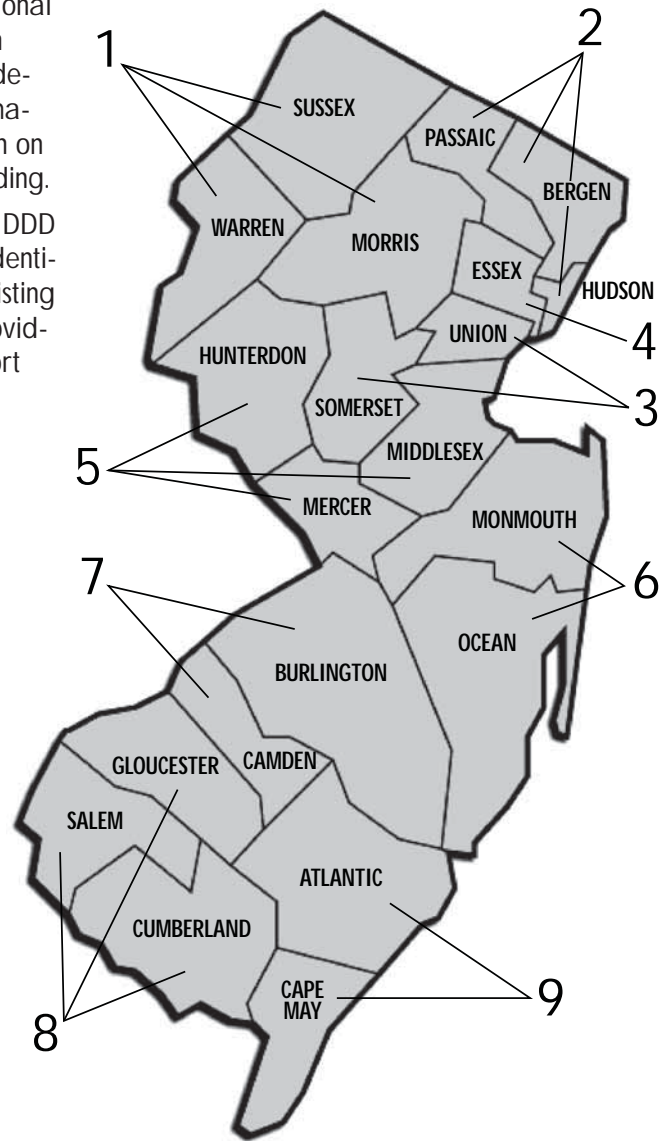 onal
de-
na-
n on
ding.
DDD
denti-
isting
ovid-
ort
1
2
SUSSEX
PASSAIC
BERGEN
WARREN
MORRIS
ESSEX
HUDSON
4
UNION
HUNTERDON
3
SOMERSET
5
MIDDLESEX
MERCER
MONMOUTH
6
7
OCEAN
BURLINGTON
GLOUCESTER
CAMDEN
SALEM
ATLANTIC
CUMBERLAND
CAPE
MAY
9
8